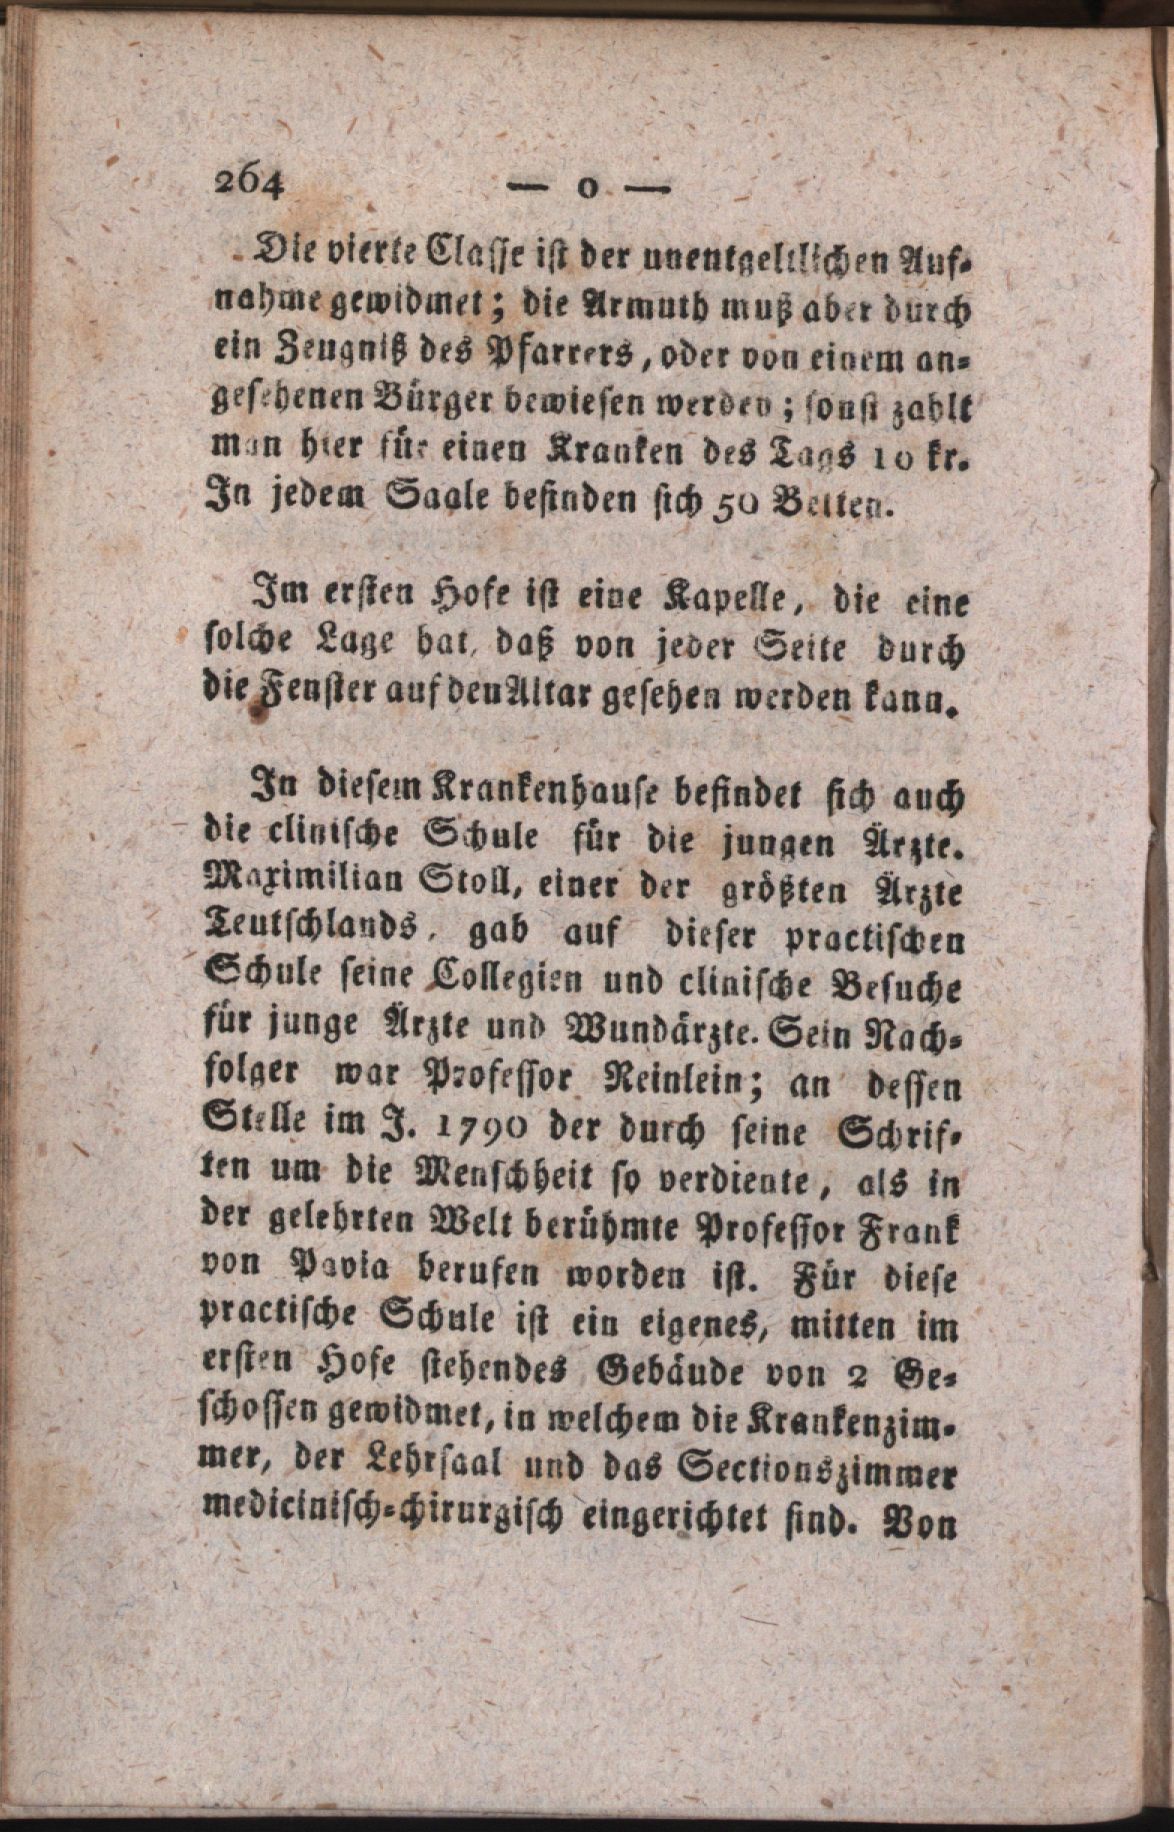 264 — o —
Die vierte Classe ist der unentgeltlichen Auf-
nahme gewidmet; die Armuth muß aber durch
ein Zeugniß des Pfarrers, oder von einem an-
gesehenen Bürger bewiesen werden; sonst zahlt
man hier für einen Kranken des Tags 10 kr.
In jedem Saale befinden sich 50 Betten.
Im ersten Hofe ist eine Kapelle, die eine
solche Lage hat, daß von jeder Seite durch
die Fenster auf den Altar gesehen werden kann.
In diesem Krankenhause befindet sich auch
die clinische Schule für die jungen Ärzte.
Maximilian Stoll, einer der größten Ärzte
Teutschlands, gab auf dieser practischen
Schule seine Collegien und clinische Besuche
für junge Ärzte und Wundärzte. Sein Nach-
folger war Professor Reinlein; an dessen
Stelle im J. 1790 der durch seine Schrif-
ten um die Menschheit so verdiente, als in
der gelehrten Welt berühmte Professor Frank
von Pavia berufen worden ist. Für diese
practische Schule ist ein eigenes, mitten im
ersten Hofe stehendes Gebäude von 2 Ge-
schossen gewidmet, in welchem die Krankenzim-
mer, der Lehrsaal und das Sectionszimmer
medicinisch-chirurgisch eingerichtet sind. Von